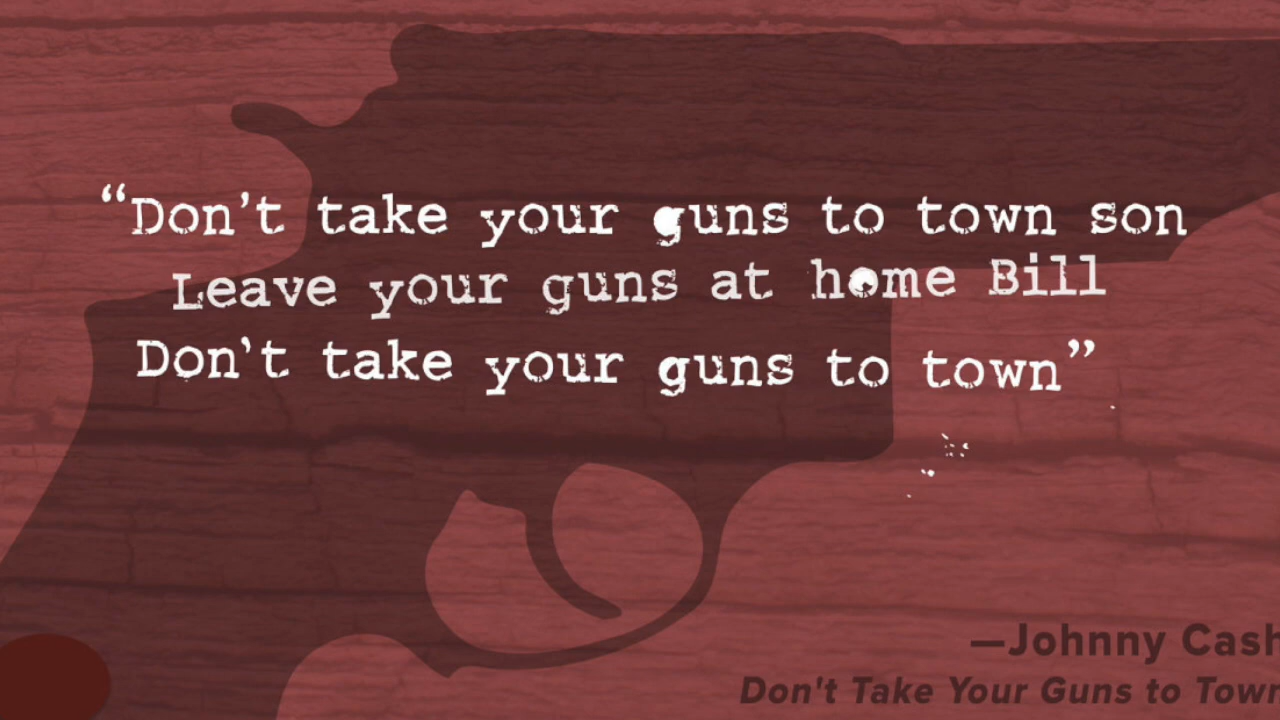 “Don’t take your guns to town son
Leave your guns at home Bill
Don’t take your guns to town”
—Johnny Cash
Don't Take Your Guns to Town